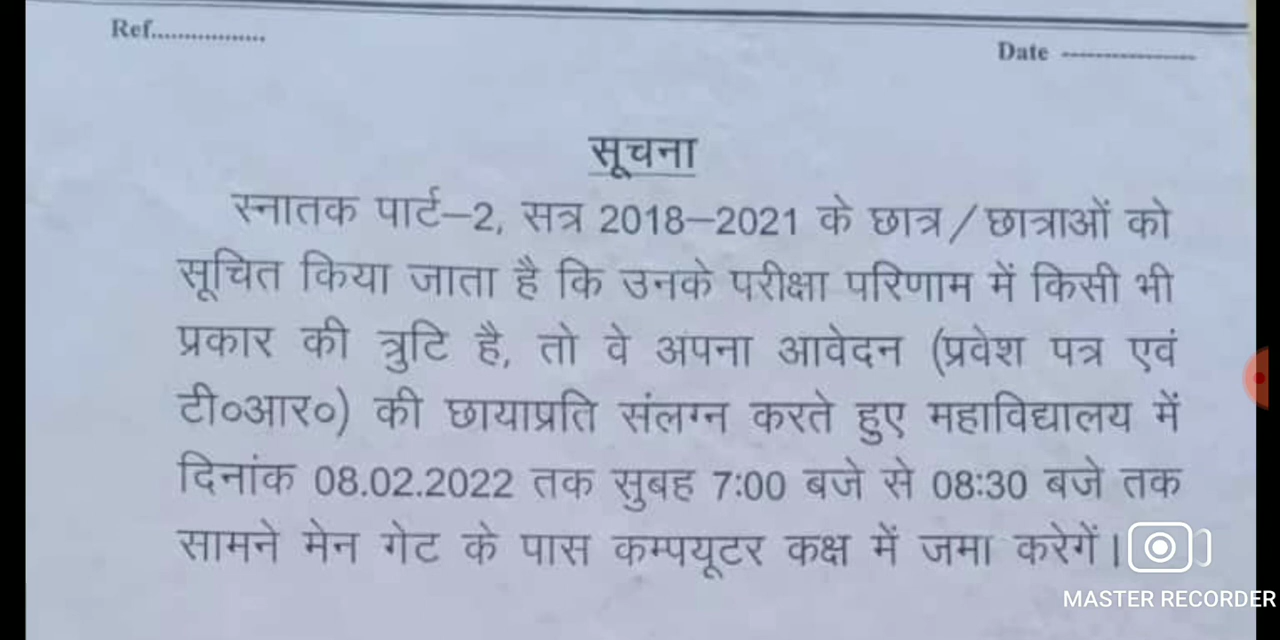 Ref.................
Date ----------------
सूचना
स्नातक पार्ट–2, सत्र 2018–2021 के छात्र/छात्राओं को
सूचित किया जाता है कि उनके परीक्षा परिणाम में किसी भी
प्रकार की त्रुटि है, तो वे अपना आवेदन (प्रवेश पत्र एवं
टी०आर०) की छायाप्रति संलग्न करते हुए महाविद्यालय में
दिनांक 08.02.2022 तक सुबह 7:00 बजे से 08:30 बजे तक
सामने मेन गेट के पास कम्पयूटर कक्ष में जमा करेगें।
MASTER RECORDER